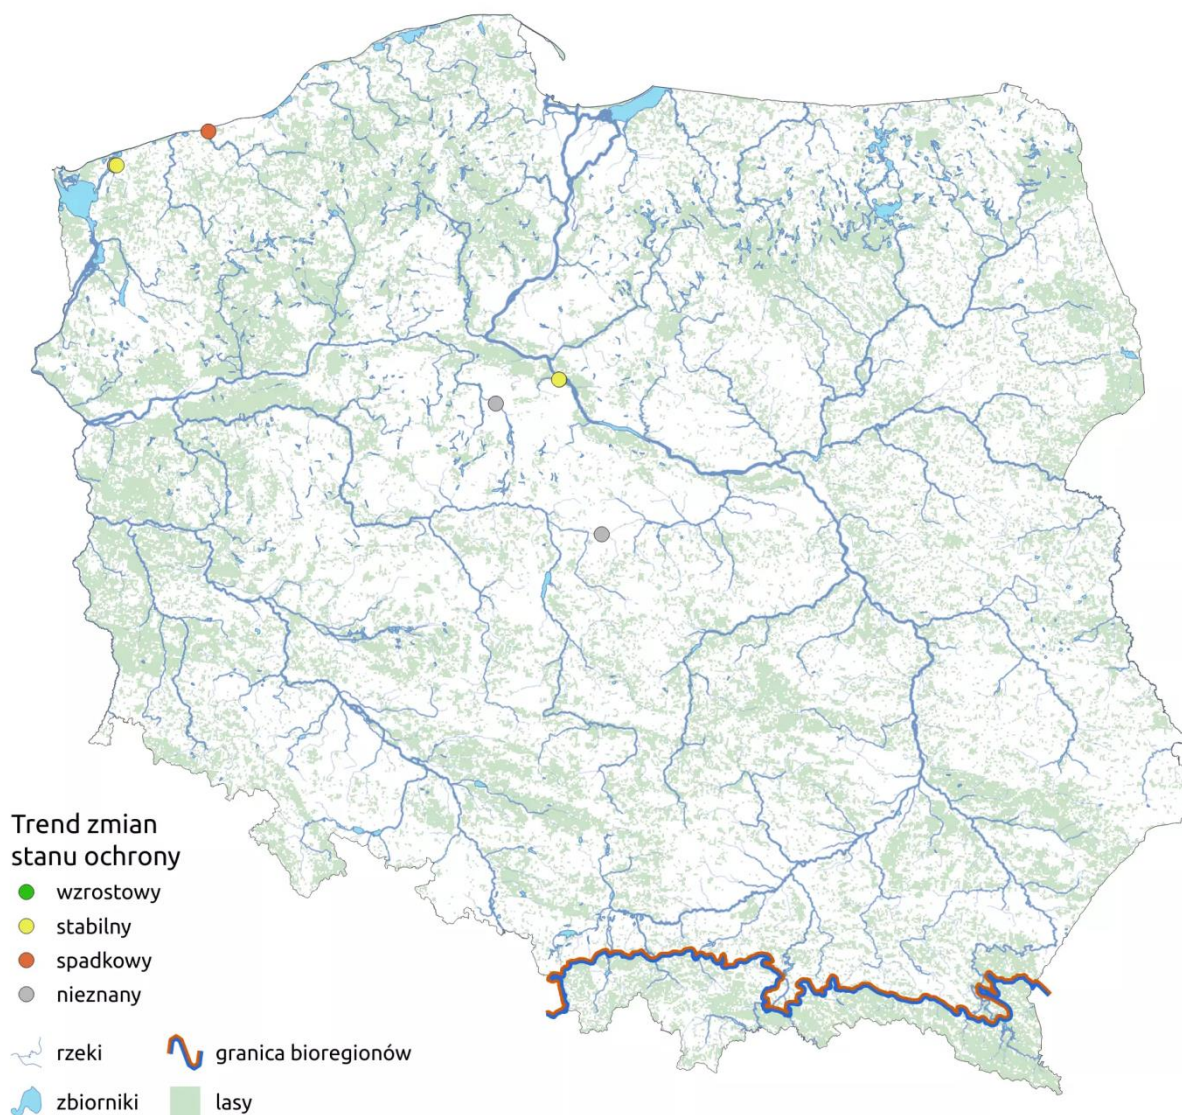 Trend zmian
stanu ochrony
wzrostowy
stabilny
spadkowy
nieznany
rzeki
granica bioregionów
zbiorniki
lasy